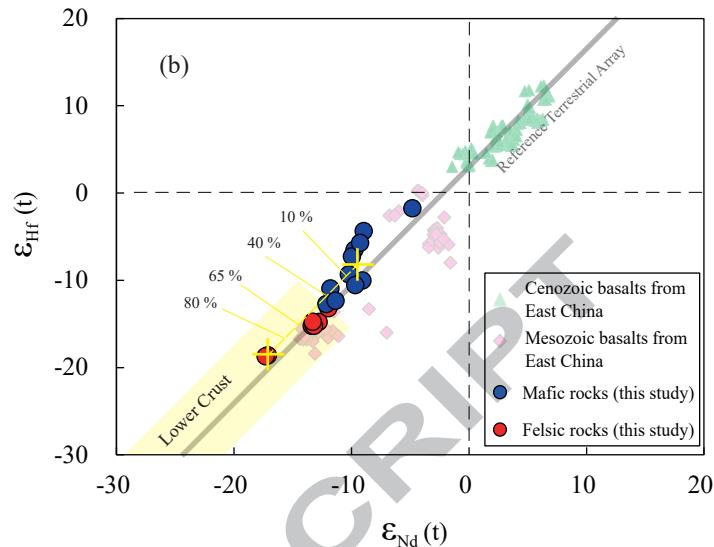 (b)
20
10
0
-10
-20
-30
εHf (t)
-30
-20
-10
0
10
20
εNd (t)
Reference Terrestrial Array
Lower Crust
10 %
40 %
65 %
80 %
Cenozoic basalts from
East China
Mesozoic basalts from
East China
Mafic rocks (this study)
Felsic rocks (this study)
CRIPT